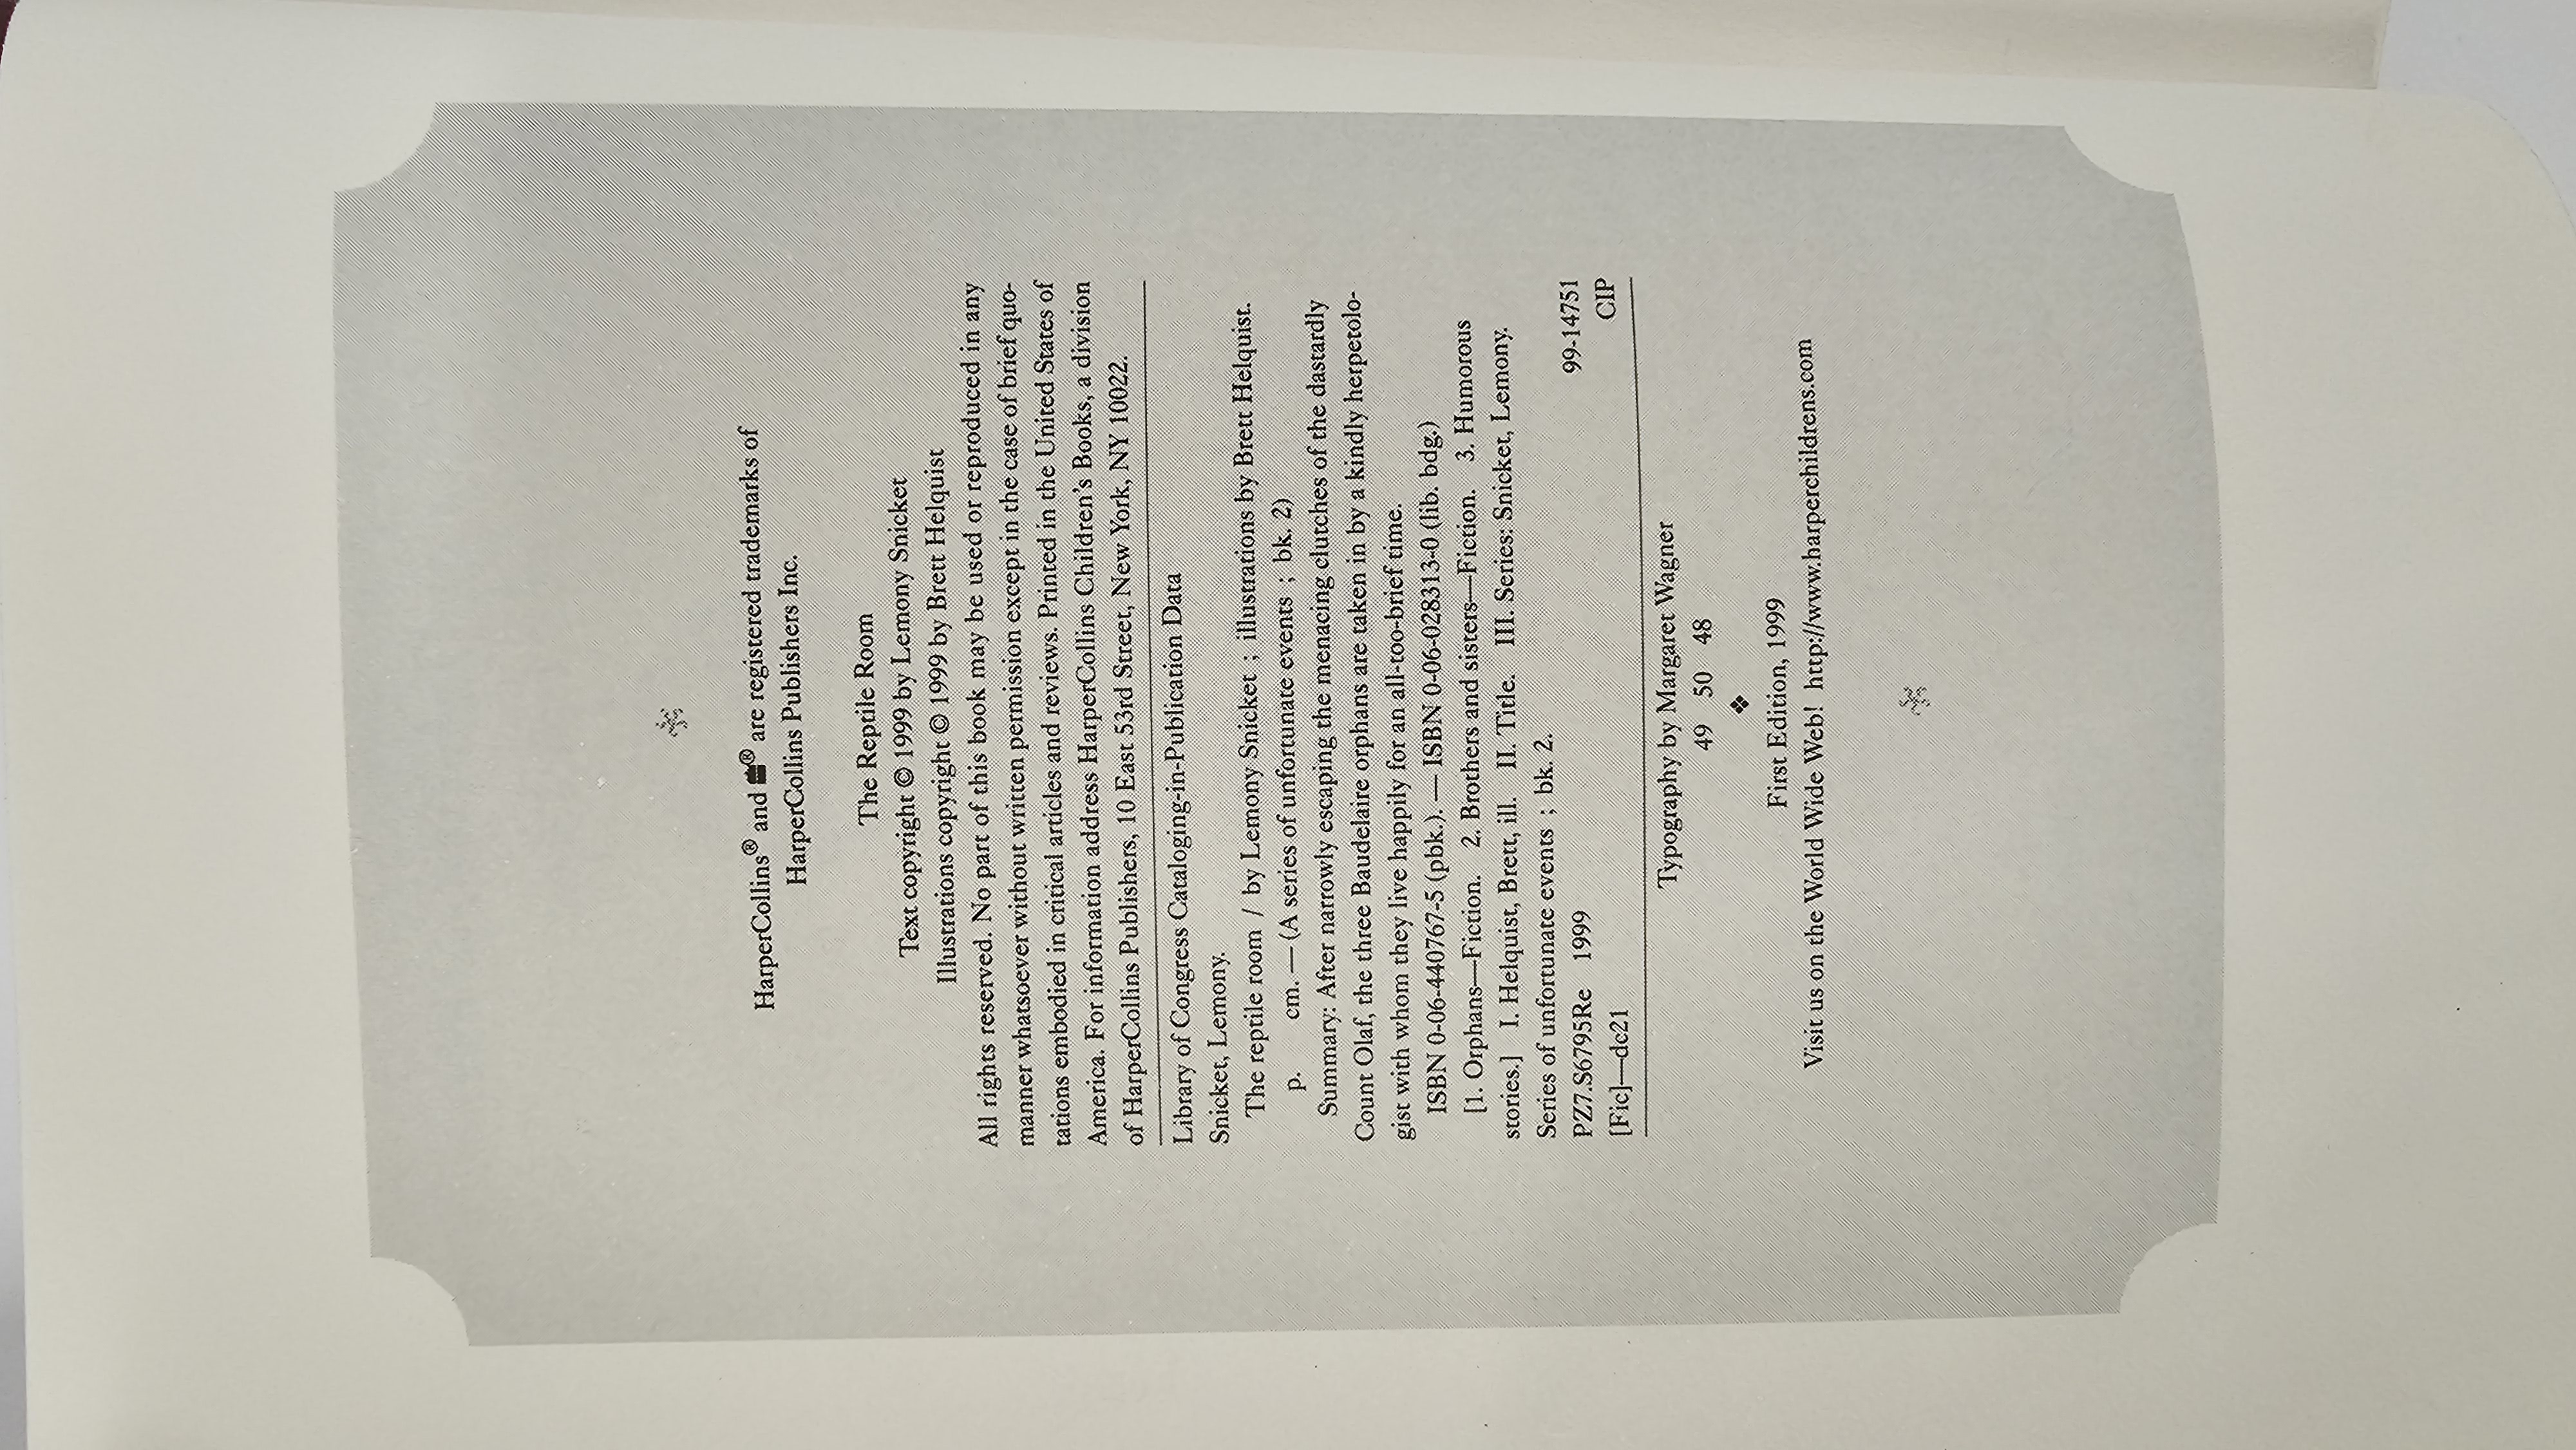 HarperCollins® and ® are registered trademarks of
HarperCollins Publishers Inc.
The Reptile Room
Text copyright © 1999 by Lemony Snicket
Illustrations copyright © 1999 by Brett Helquist
All rights reserved. No part of this book may be used or reproduced in any
manner whatsoever without written permission except in the case of brief quo-
tations embodied in critical articles and reviews. Printed in the United States of
America. For information address HarperCollins Children's Books, a division
of HarperCollins Publishers, 10 East 53rd Street, New York, NY 10022.
Library of Congress Cataloging-in-Publication Data
Snicket, Lemony.
The reptile room / by Lemony Snicket ; illustrations by Brett Helquist.
p. cm. — (A series of unfortunate events ; bk. 2)
Summary: After narrowly escaping the menacing clutches of the dastardly
Count Olaf, the three Baudelaire orphans are taken in by a kindly herpetolo-
gist with whom they live happily for an all-too-brief time.
ISBN 0-06-440767-5 (pbk.). — ISBN 0-06-028313-0 (lib. bdg.)
[1. Orphans—Fiction. 2. Brothers and sisters—Fiction. 3. Humorous
stories.] I. Helquist, Brett, ill. II. Title. III. Series: Snicket, Lemony.
Series of unfortunate events ; bk. 2.
PZ7.S6795Re 1999 99-14751
[Fic]—dc21 CIP
Typography by Margaret Wagner
49 50 48
❖
First Edition, 1999
Visit us on the World Wide Web! http://www.harperchildrens.com